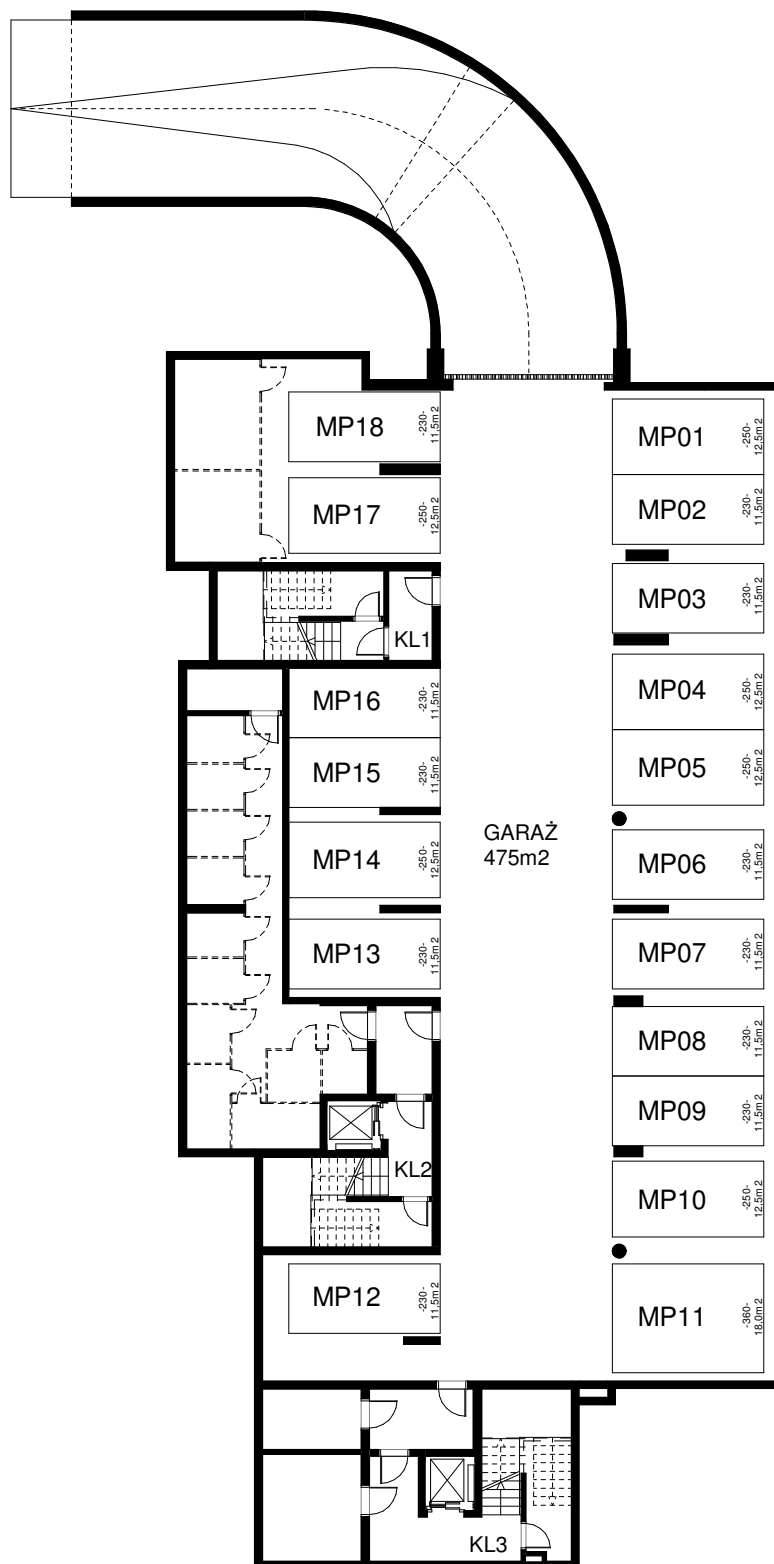 MP18
-230-
11,5m2
MP01
-250-
12,5m2
MP17
-250-
12,5m2
MP02
-230-
11,5m2
MP03
-230-
11,5m2
KL1
MP16
-230-
11,5m2
MP04
-250-
12,5m2
MP15
-230-
11,5m2
MP05
-250-
12,5m2
GARAŻ
475m2
MP14
-250-
12,5m2
MP06
-230-
11,5m2
MP13
-230-
11,5m2
MP07
-230-
11,5m2
MP08
-230-
11,5m2
MP09
-230-
11,5m2
KL2
MP10
-250-
12,5m2
MP12
-230-
11,5m2
MP11
-360-
18,0m2
KL3